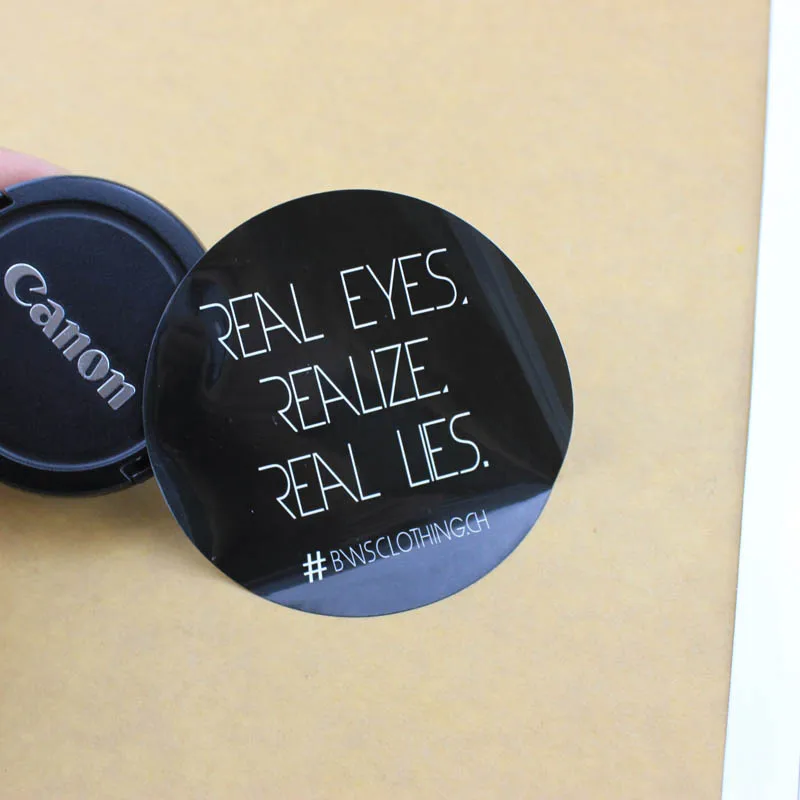 Canon
REAL EYES.
REALIZE.
REAL LIES.
#BWSCLOTHING.CH